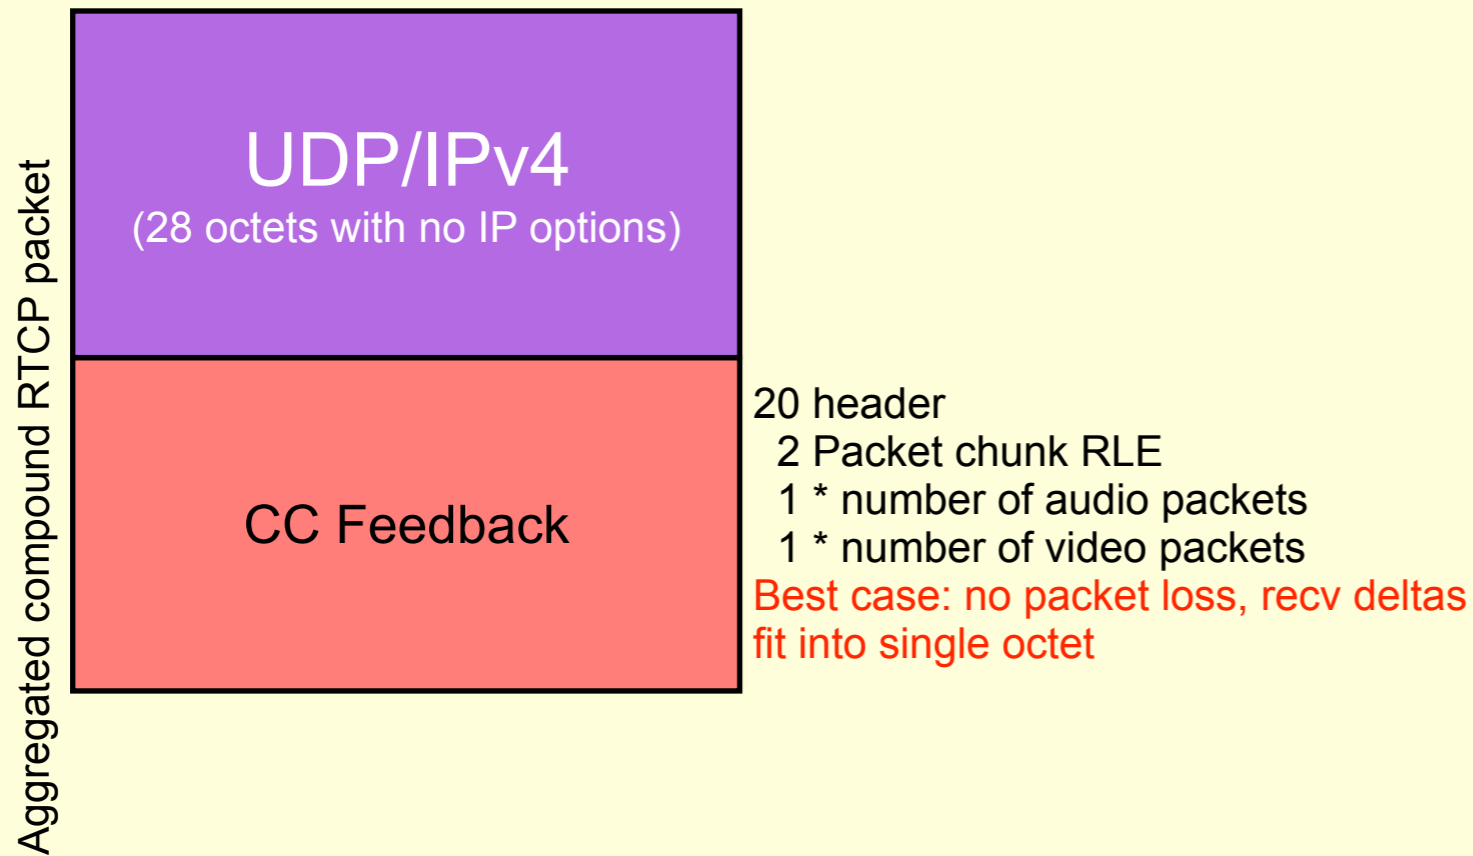 Aggregated compound RTCP packet
UDP/IPv4
(28 octets with no IP options)
CC Feedback
20 header
2 Packet chunk RLE
1 * number of audio packets
1 * number of video packets
Best case: no packet loss, recv deltas
fit into single octet